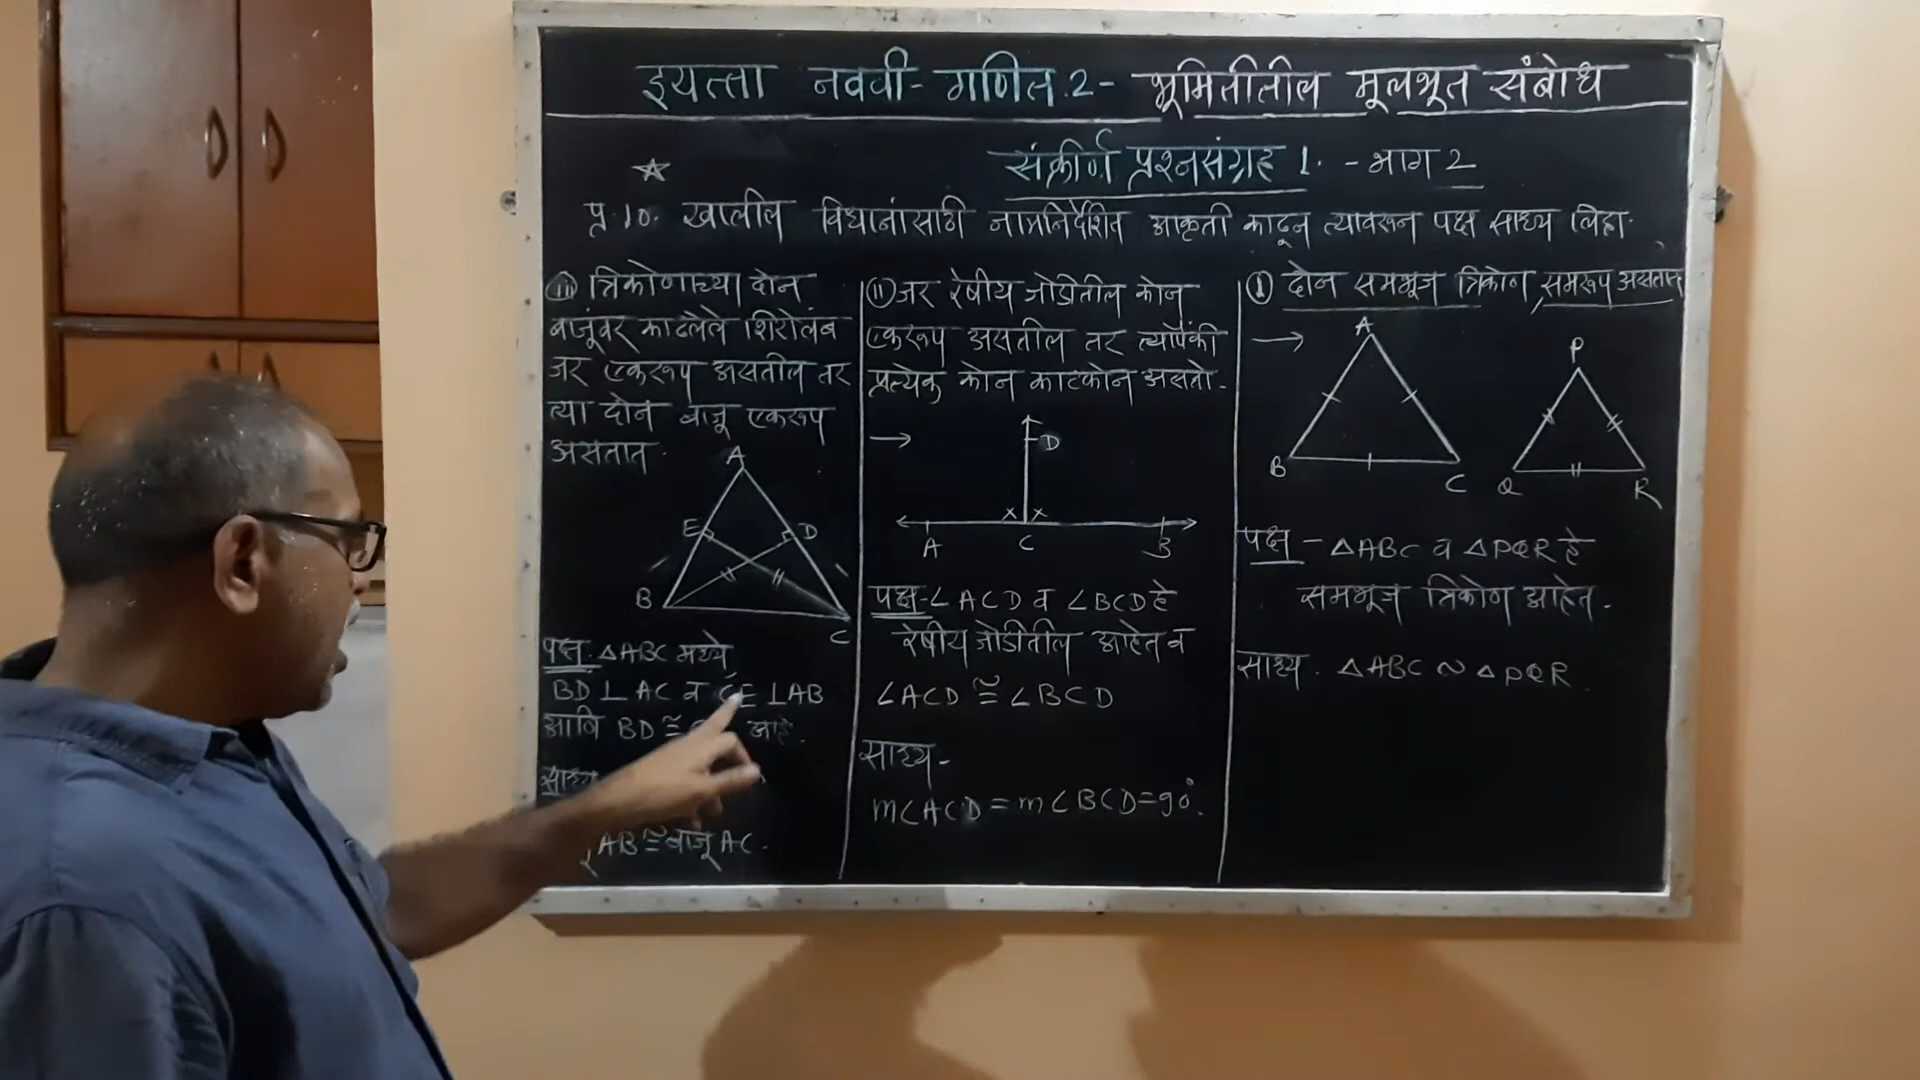 इयत्ता नववी- गणित.2- भूमितीतील मूलभूत संबोध
संकीर्ण प्रश्नसंग्रह 1. - भाग 2
प्र.10. खालील विधानांसाठी नामनिर्देशित आकृती काढून त्यावरून पक्ष साध्य लिहा.
(iii) त्रिकोणाच्या दोन
बाजूंवर काढलेले शिरोलंब
जर एकरूप असतील तर
त्या दोन बाजू एकरूप
असतात.
A
E D
B C
पक्ष. △ABC मध्ये
BD⊥AC व CE⊥AB
आणि BD≅ आहे.
साध्य
AB≅बाजू AC.
(ii) जर रेषीय जोडीतील कोन
एकरूप असतील तर त्यांपैकी
प्रत्येक कोन काटकोन असतो.
→ D
x x
A C B
पक्ष-∠ACD व ∠BCD हे
रेषीय जोडीतील आहेत व
∠ACD≅∠BCD
साध्य-
m∠ACD=m∠BCD=90°.
(i) दोन समभूज त्रिकोण समरूप असतात
→ A P
B C Q R
पक्ष - △ABC व △PQR हे
समभूज त्रिकोण आहेत.
साध्य. △ABC ~ △PQR.